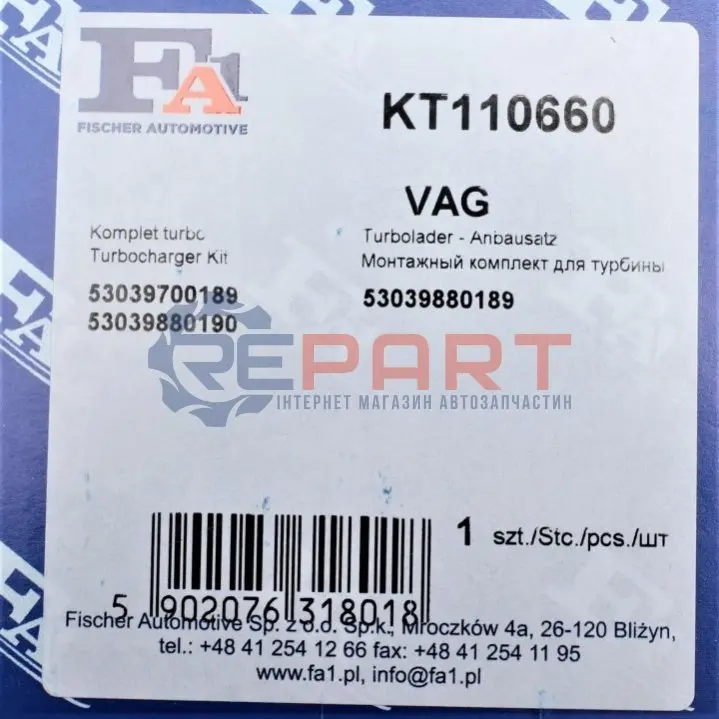 FA1
FISCHER AUTOMOTIVE
KT110660
VAG
Komplet turbo
Turbocharger Kit
Turbolader - Anbausatz
Монтажный комплект для турбины
53039700189
53039880190
53039880189
REPART
ІНТЕРНЕТ МАГАЗИН АВТОЗАПЧАСТИН
1 szt./Stc./pcs./шт
5 902076 318018
Fischer Automotive Sp. z o.o. Sp.k., Mroczków 4a, 26-120 Bliżyn,
tel.: +48 41 254 12 66 fax: +48 41 254 11 95
www.fa1.pl, info@fa1.pl